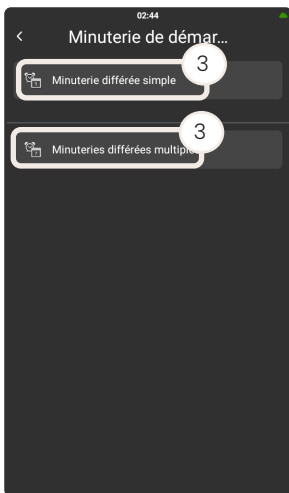 02:44
Minuterie de démar...
3
Minuterie différée simple
3
Minuteries différées multiple